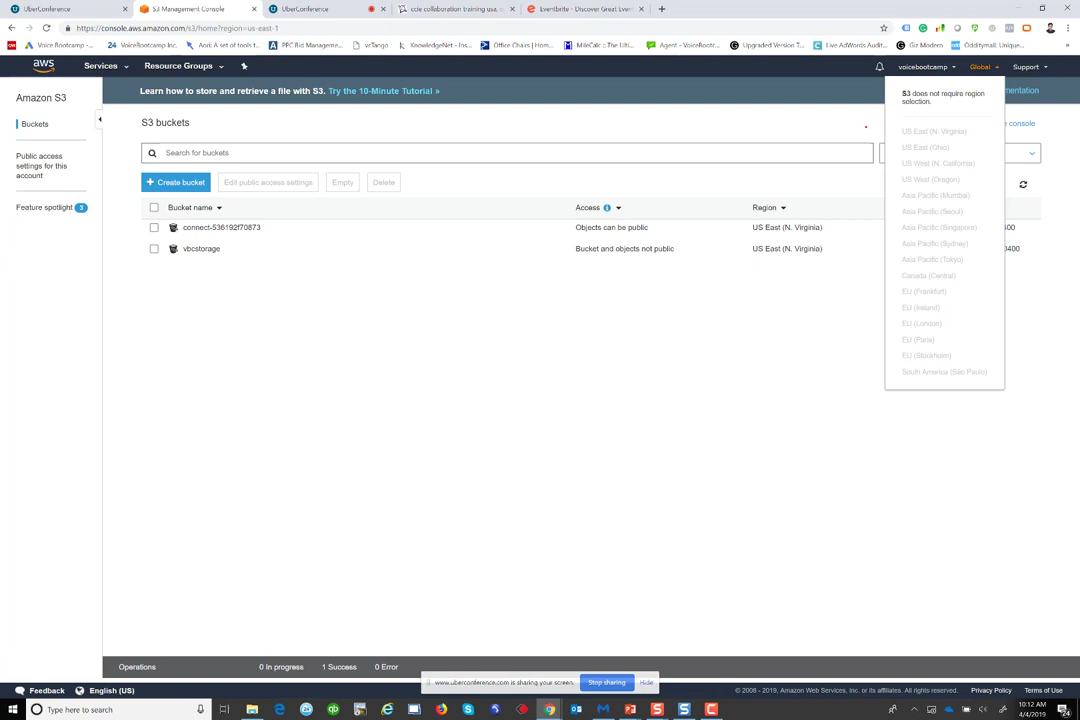 UberConference
S3 Management Console
UberConference
ccie collaboration training usa, o
Eventbrite - Discover Great Even
https://console.aws.amazon.com/s3/home?region=us-east-1
Voice Bootcamp -...
24 VoiceBootcamp Inc.
Aori: A set of tools t...
PPC Bid Manageme...
vrTango
KnowledgeNet - Ins...
Office Chairs | Hom...
MileCalc - The Ulti...
Agent - VoiceBootc...
Upgraded Version T...
Live AdWords Audit...
Giz Modern
Odditymall. Unique...
aws
Services
Resource Groups
voicebootcamp
Global
Support
Amazon S3
Buckets
Public access
settings for this
account
Feature spotlight 3
Learn how to store and retrieve a file with S3. Try the 10-Minute Tutorial »
mentation
S3 buckets
console
Search for buckets
Create bucket
Edit public access settings
Empty
Delete
Bucket name
Access
Region
connect-536192f70873
Objects can be public
US East (N. Virginia)
400
vbcstorage
Bucket and objects not public
US East (N. Virginia)
0400
S3 does not require region
selection.
US East (N. Virginia)
US East (Ohio)
US West (N. California)
US West (Oregon)
Asia Pacific (Mumbai)
Asia Pacific (Seoul)
Asia Pacific (Singapore)
Asia Pacific (Sydney)
Asia Pacific (Tokyo)
Canada (Central)
EU (Frankfurt)
EU (Ireland)
EU (London)
EU (Paris)
EU (Stockholm)
South America (São Paulo)
Operations
0 In progress
1 Success
0 Error
www.uberconference.com is sharing your screen.
Stop sharing
Hide
Feedback
English (US)
© 2008 - 2019, Amazon Web Services, Inc. or its affiliates. All rights reserved.
Privacy Policy
Terms of Use
Type here to search
10:12 AM
4/4/2019
24